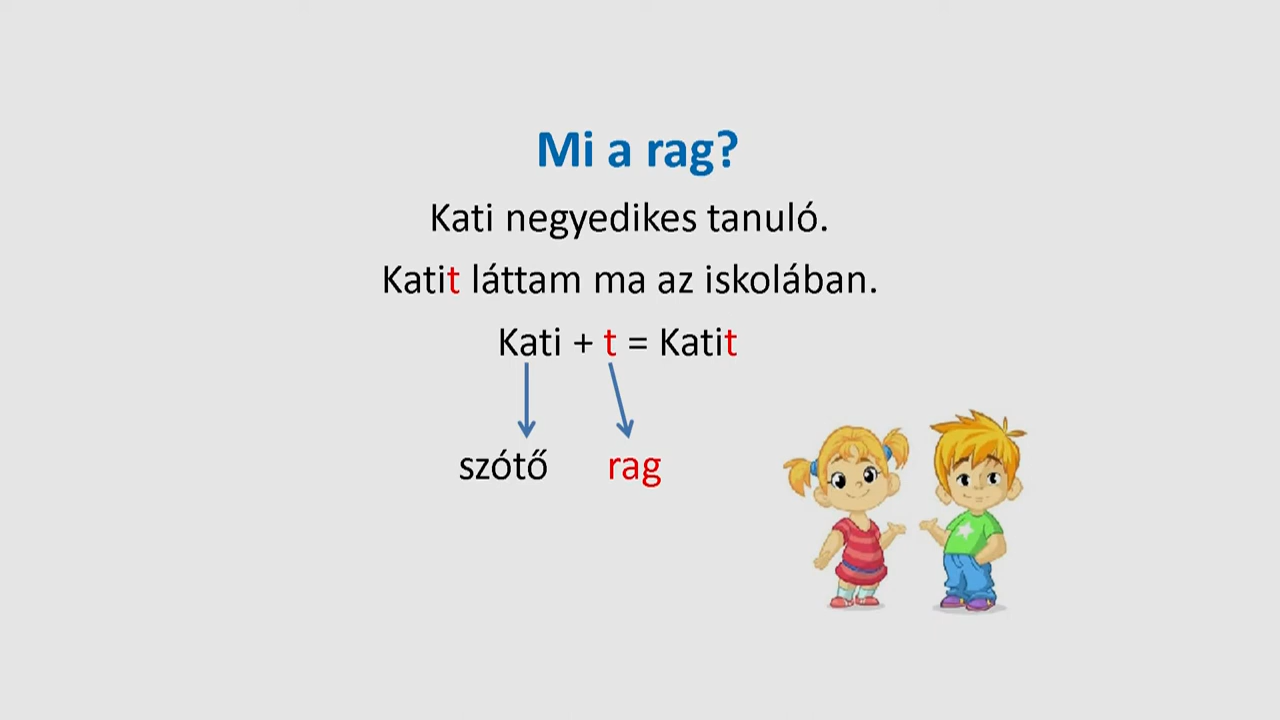 Mi a rag?
Kati negyedikes tanuló.
Katit láttam ma az iskolában.
Kati + t = Katit
szótő rag